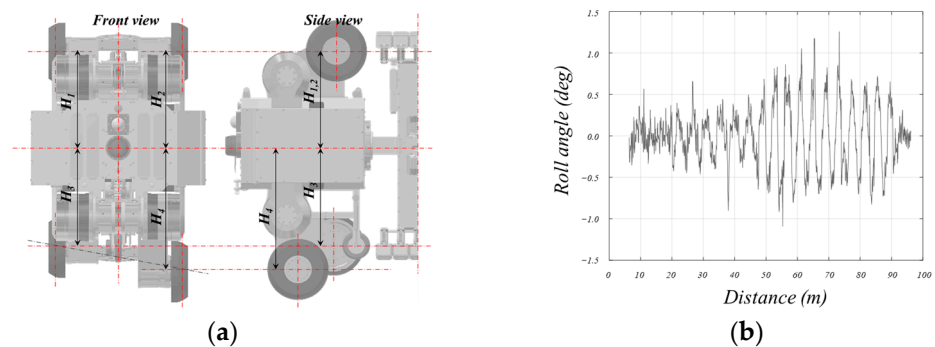 Front view
Side view
H1
H2
H3
H4
H1,2
H3
H4
(a)
Roll angle (deg)
1.5
1.0
0.5
0.0
-0.5
-1.0
-1.5
0 10 20 30 40 50 60 70 80 90 100
Distance (m)
(b)